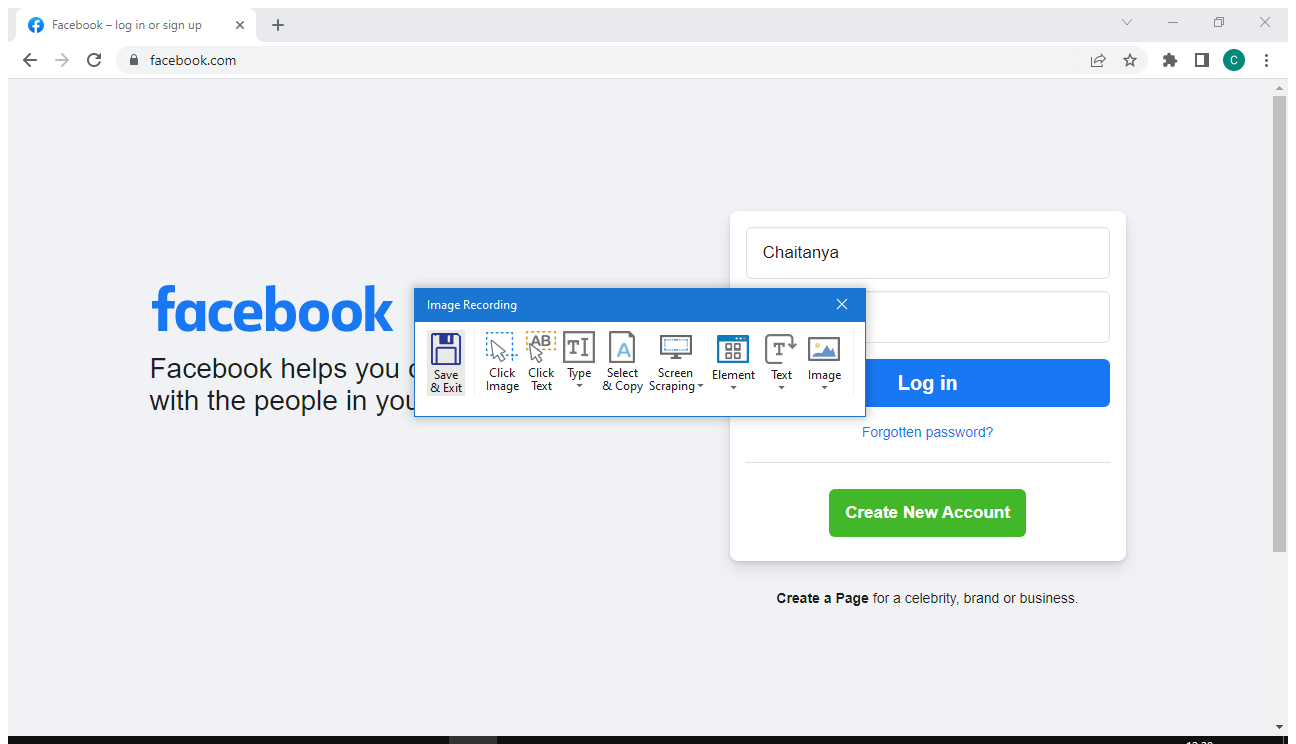 Facebook – log in or sign up
facebook.com
C
Chaitanya
facebook
Facebook helps you
with the people in you
Image Recording
Save & Exit
Click Image
AB
Click Text
T
Type
A
Select & Copy
Screen Scraping
Element
T
Text
Image
Log in
Forgotten password?
Create New Account
Create a Page for a celebrity, brand or business.